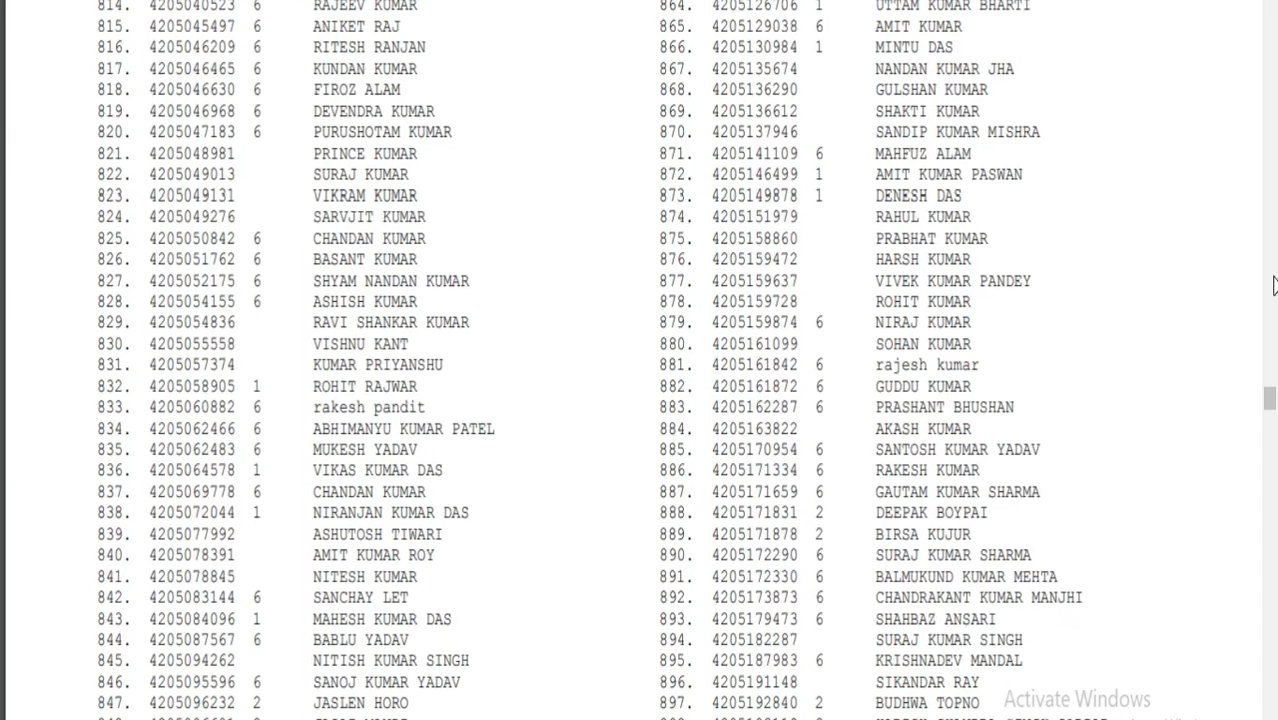 814. 4205040523 6 RAJEEV KUMAR
815. 4205045497 6 ANIKET RAJ
816. 4205046209 6 RITESH RANJAN
817. 4205046465 6 KUNDAN KUMAR
818. 4205046630 6 FIROZ ALAM
819. 4205046968 6 DEVENDRA KUMAR
820. 4205047183 6 PURUSHOTAM KUMAR
821. 4205048981 PRINCE KUMAR
822. 4205049013 SURAJ KUMAR
823. 4205049131 VIKRAM KUMAR
824. 4205049276 SARVJIT KUMAR
825. 4205050842 6 CHANDAN KUMAR
826. 4205051762 6 BASANT KUMAR
827. 4205052175 6 SHYAM NANDAN KUMAR
828. 4205054155 6 ASHISH KUMAR
829. 4205054836 RAVI SHANKAR KUMAR
830. 4205055558 VISHNU KANT
831. 4205057374 KUMAR PRIYANSHU
832. 4205058905 1 ROHIT RAJWAR
833. 4205060882 6 rakesh pandit
834. 4205062466 6 ABHIMANYU KUMAR PATEL
835. 4205062483 6 MUKESH YADAV
836. 4205064578 1 VIKAS KUMAR DAS
837. 4205069778 6 CHANDAN KUMAR
838. 4205072044 1 NIRANJAN KUMAR DAS
839. 4205077992 ASHUTOSH TIWARI
840. 4205078391 AMIT KUMAR ROY
841. 4205078845 NITESH KUMAR
842. 4205083144 6 SANCHAY LET
843. 4205084096 1 MAHESH KUMAR DAS
844. 4205087567 6 BABLU YADAV
845. 4205094262 NITISH KUMAR SINGH
846. 4205095596 6 SANOJ KUMAR YADAV
847. 4205096232 2 JASLEN HORO
864. 4205126706 1 UTTAM KUMAR BHARTI
865. 4205129038 6 AMIT KUMAR
866. 4205130984 1 MINTU DAS
867. 4205135674 NANDAN KUMAR JHA
868. 4205136290 GULSHAN KUMAR
869. 4205136612 SHAKTI KUMAR
870. 4205137946 SANDIP KUMAR MISHRA
871. 4205141109 6 MAHFUZ ALAM
872. 4205146499 1 AMIT KUMAR PASWAN
873. 4205149878 1 DENESH DAS
874. 4205151979 RAHUL KUMAR
875. 4205158860 PRABHAT KUMAR
876. 4205159472 HARSH KUMAR
877. 4205159637 VIVEK KUMAR PANDEY
878. 4205159728 ROHIT KUMAR
879. 4205159874 6 NIRAJ KUMAR
880. 4205161099 SOHAN KUMAR
881. 4205161842 6 rajesh kumar
882. 4205161872 6 GUDDU KUMAR
883. 4205162287 6 PRASHANT BHUSHAN
884. 4205163822 AKASH KUMAR
885. 4205170954 6 SANTOSH KUMAR YADAV
886. 4205171334 6 RAKESH KUMAR
887. 4205171659 6 GAUTAM KUMAR SHARMA
888. 4205171831 2 DEEPAK BOYPAI
889. 4205171878 2 BIRSA KUJUR
890. 4205172290 6 SURAJ KUMAR SHARMA
891. 4205172330 6 BALMUKUND KUMAR MEHTA
892. 4205173873 6 CHANDRAKANT KUMAR MANJHI
893. 4205179473 6 SHAHBAZ ANSARI
894. 4205182287 SURAJ KUMAR SINGH
895. 4205187983 6 KRISHNADEV MANDAL
896. 4205191148 SIKANDAR RAY
897. 4205192840 2 BUDHWA TOPNO
Activate Windows